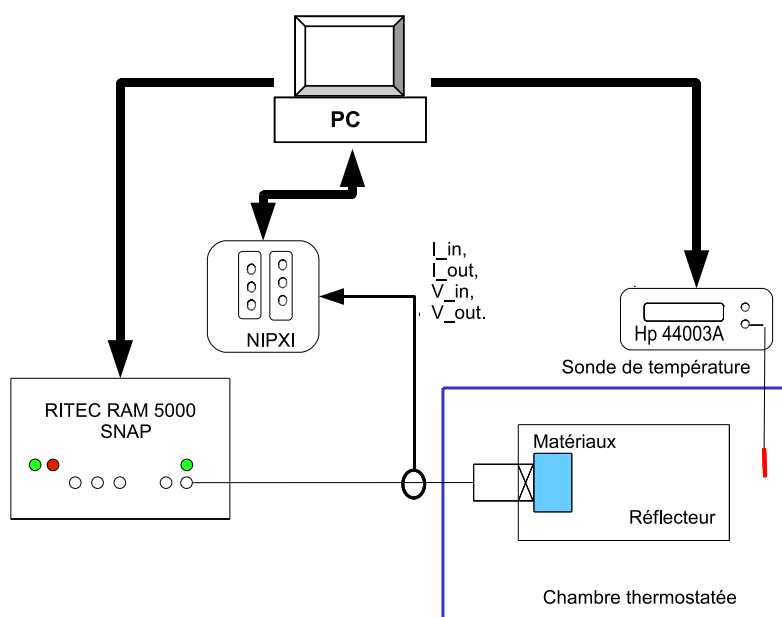 PC
I_in,
I_out,
V_in,
V_out.
NIPXI
Hp 44003A
Sonde de température
RITEC RAM 5000
SNAP
Matériaux
Réflecteur
Chambre thermostatée